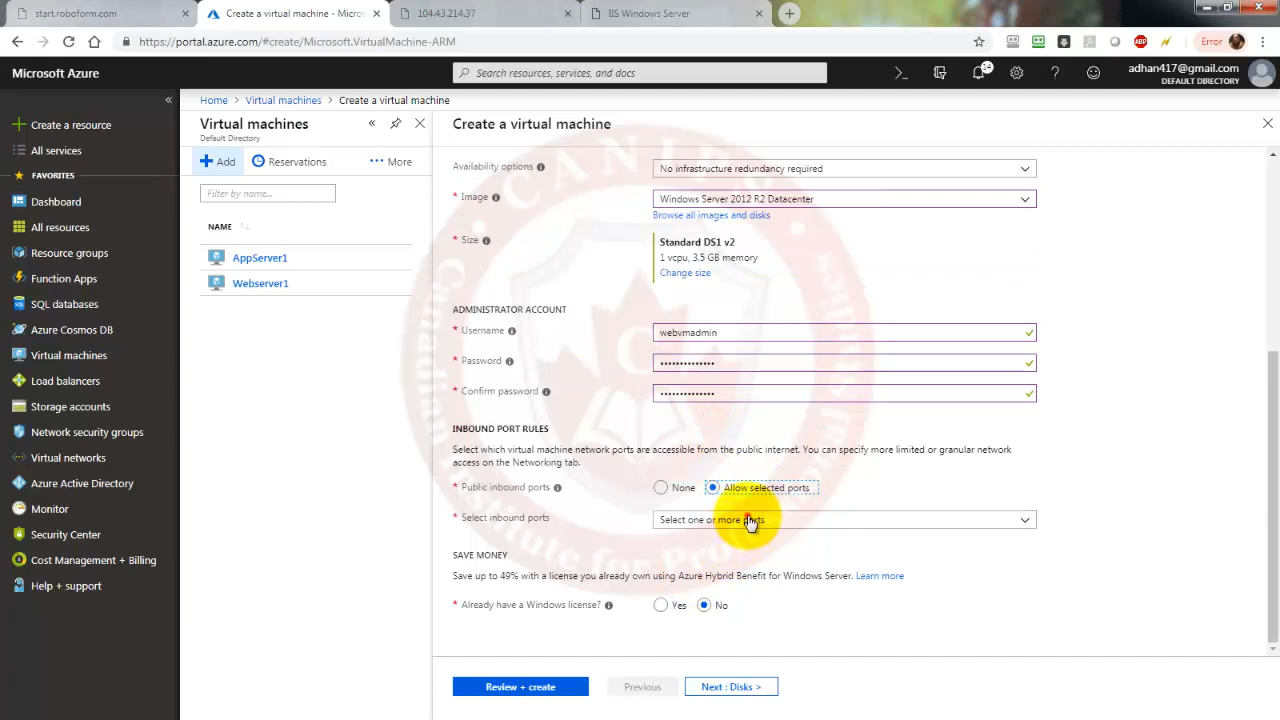 start.roboform.com
Create a virtual machine - Micros
104.43.214.37
IIS Windows Server
https://portal.azure.com/#create/Microsoft.VirtualMachine-ARM
ABP
Error
Microsoft Azure
Search resources, services, and docs
14
adhan417@gmail.com
DEFAULT DIRECTORY
Home > Virtual machines > Create a virtual machine
Create a resource
All services
FAVORITES
Dashboard
All resources
Resource groups
Function Apps
SQL databases
Azure Cosmos DB
Virtual machines
Load balancers
Storage accounts
Network security groups
Virtual networks
Azure Active Directory
Monitor
Security Center
Cost Management + Billing
Help + support
Virtual machines
Default Directory
Add
Reservations
More
Filter by name...
NAME
AppServer1
Webserver1
Create a virtual machine
Availability options
No infrastructure redundancy required
* Image
Windows Server 2012 R2 Datacenter
Browse all images and disks
* Size
Standard DS1 v2
1 vcpu, 3.5 GB memory
Change size
ADMINISTRATOR ACCOUNT
* Username
webvmadmin
* Password
* Confirm password
INBOUND PORT RULES
Select which virtual machine network ports are accessible from the public internet. You can specify more limited or granular network
access on the Networking tab.
* Public inbound ports
None
Allow selected ports
* Select inbound ports
Select one or more ports
SAVE MONEY
Save up to 49% with a license you already own using Azure Hybrid Benefit for Windows Server. Learn more
* Already have a Windows license?
Yes
No
Review + create
Previous
Next : Disks >